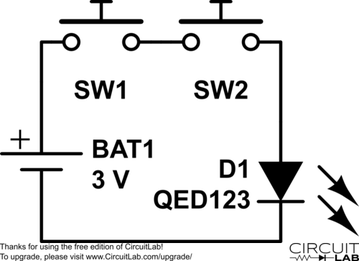 SW1 SW2
+
BAT1
3 V
D1
QED123
Thanks for using the free edition of CircuitLab!
To upgrade, please visit www.CircuitLab.com/upgrade/
CIRCUIT
LAB